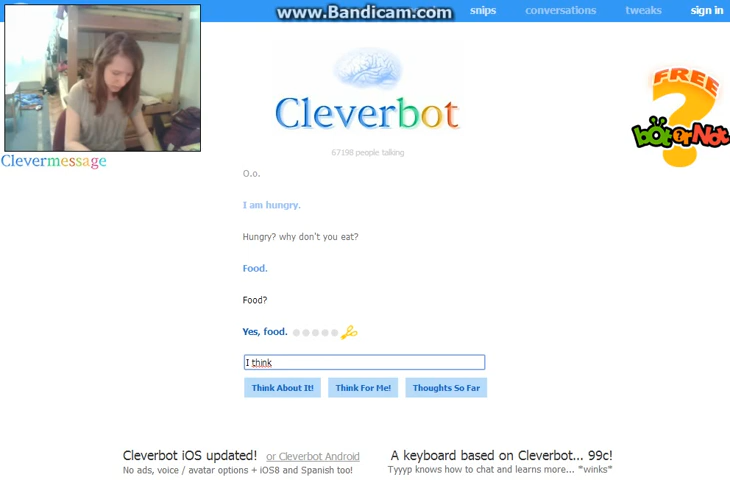 www.Bandicam.com
snips conversations tweaks sign in
Clevermessage
Cleverbot
FREE
?
botorNot
67198 people talking
O.o.
I am hungry.
Hungry? why don't you eat?
Food.
Food?
Yes, food.
I think
Think About It! Think For Me! Thoughts So Far
Cleverbot iOS updated! or Cleverbot Android
No ads, voice / avatar options + iOS8 and Spanish too!
A keyboard based on Cleverbot... 99c!
Tyyyp knows how to chat and learns more... *winks*